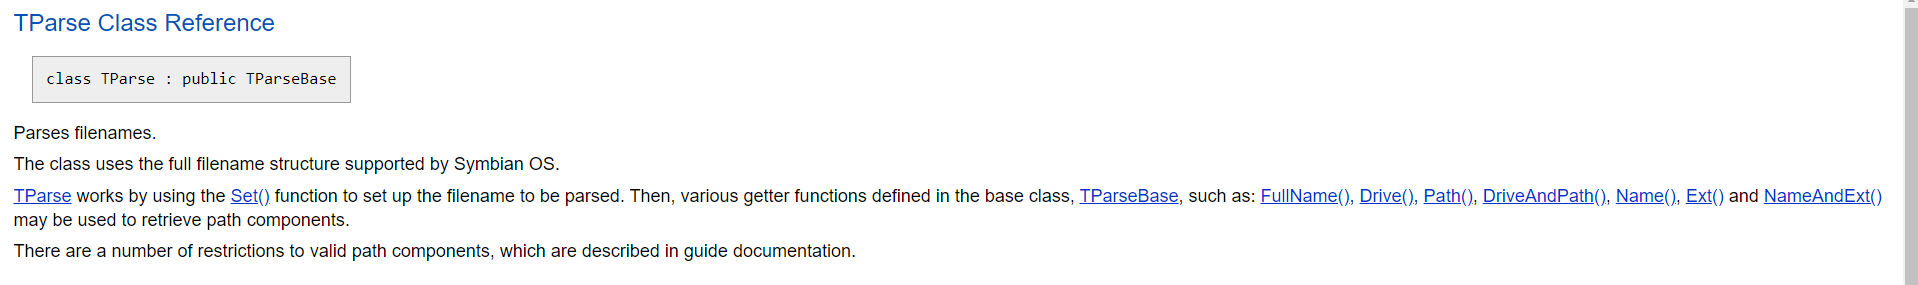 TParse Class Reference
class TParse : public TParseBase
Parses filenames.
The class uses the full filename structure supported by Symbian OS.
TParse works by using the Set() function to set up the filename to be parsed. Then, various getter functions defined in the base class, TParseBase, such as: FullName(), Drive(), Path(), DriveAndPath(), Name(), Ext() and NameAndExt()
may be used to retrieve path components.
There are a number of restrictions to valid path components, which are described in guide documentation.